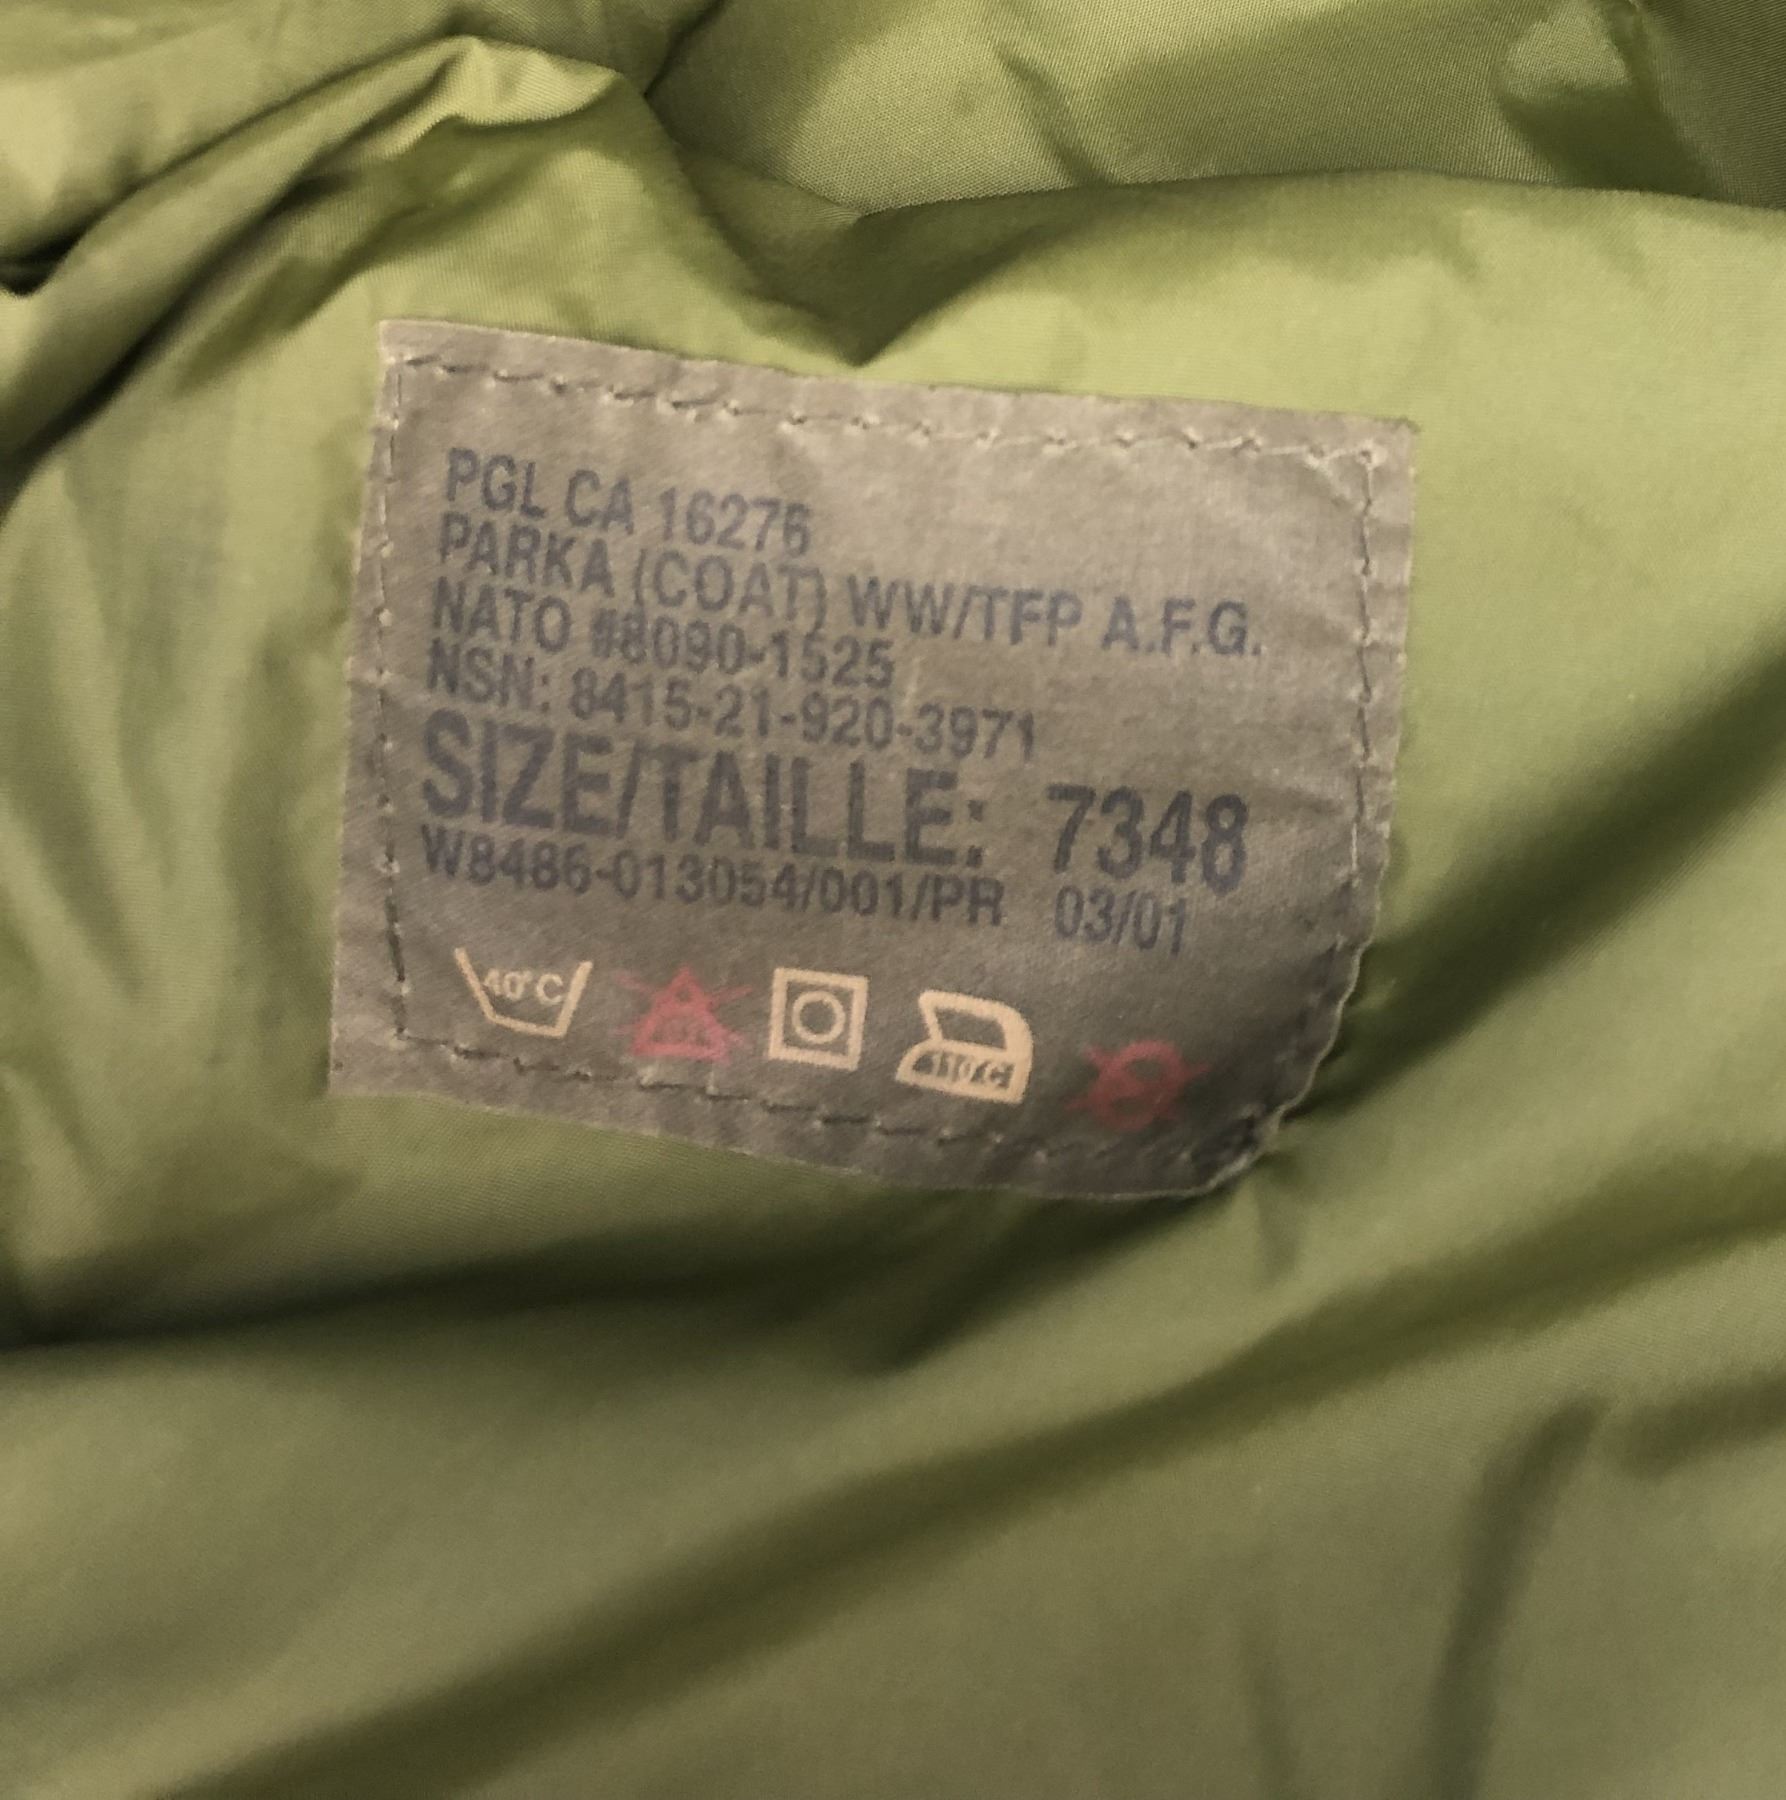 PGL CA 16276
PARKA (COAT) WW/TFP A.F.G.
NATO #8090-1525
NSN: 8415-21-920-3971
SIZE/TAILLE: 7348
W8486-013054/001/PR 03/01
40°C 110°C